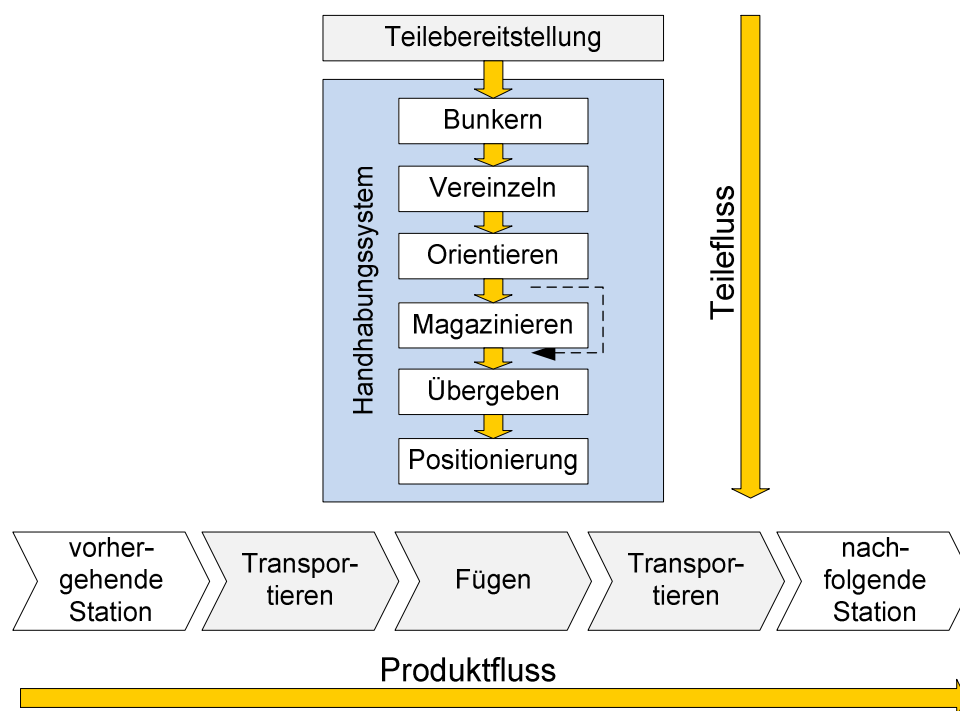 Teilebereitstellung
Handhabungssystem
Bunkern
Vereinzeln
Orientieren
Magazinieren
Übergeben
Positionierung
Teilefluss
vorher-
gehende
Station
Transpor-
tieren
Fügen
Transpor-
tieren
nach-
folgende
Station
Produktfluss